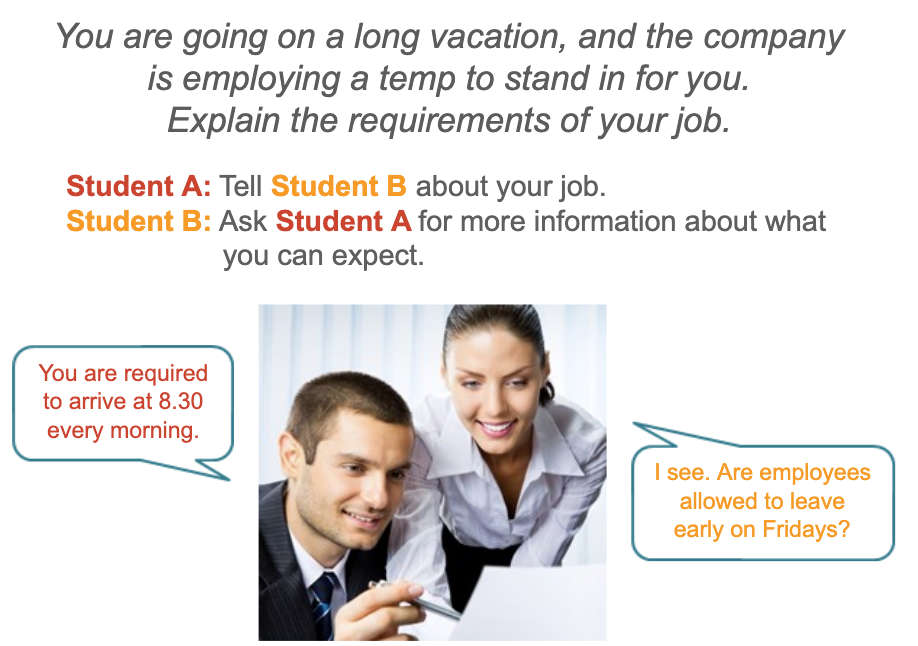 You are going on a long vacation, and the company
is employing a temp to stand in for you.
Explain the requirements of your job.
Student A: Tell Student B about your job.
Student B: Ask Student A for more information about what
you can expect.
You are required
to arrive at 8.30
every morning.
I see. Are employees
allowed to leave
early on Fridays?